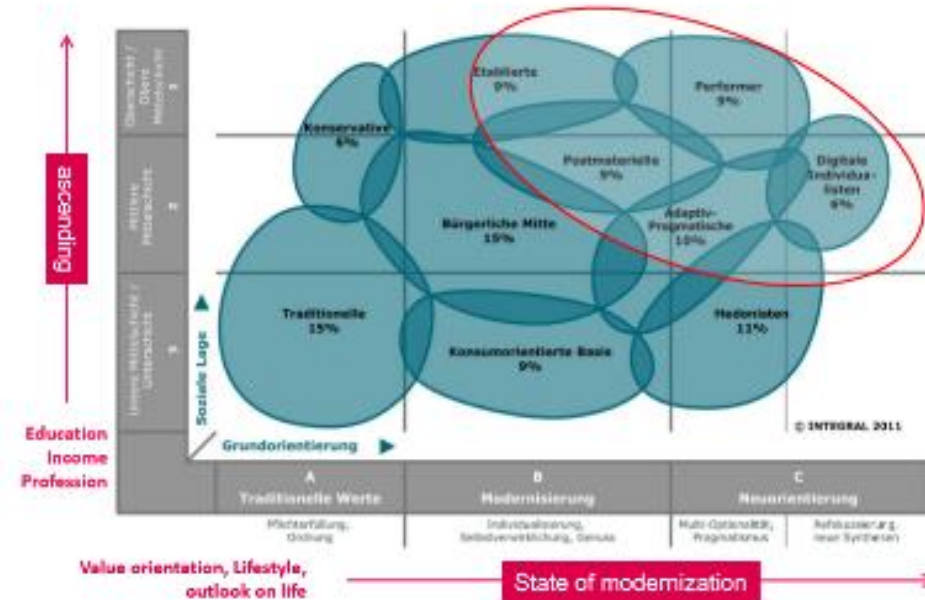 ascending
Oberschicht /
Obere
Mittelschicht
1
Mittlere
Mittelschicht
2
Untere Mittelschicht /
Unterschicht
3
Soziale Lage
Grundorientierung
Etablierte
9%
Performer
9%
Konservative
6%
Postmaterielle
9%
Digitale
Individua-
listen
6%
Bürgerliche Mitte
15%
Adaptiv-
Pragmatische
10%
Traditionelle
15%
Hedonisten
11%
Konsumorientierte Basis
9%
© INTEGRAL 2011
Education
Income
Profession
A
Traditionelle Werte
B
Modernisierung
C
Neuorientierung
Pflichterfüllung,
Ordnung
Individualisierung,
Selbstverwirklichung, Genuss
Multi-Optionalität,
Pragmatismus
Refokussierung,
neue Synthesen
Value orientation, Lifestyle,
outlook on life
State of modernization